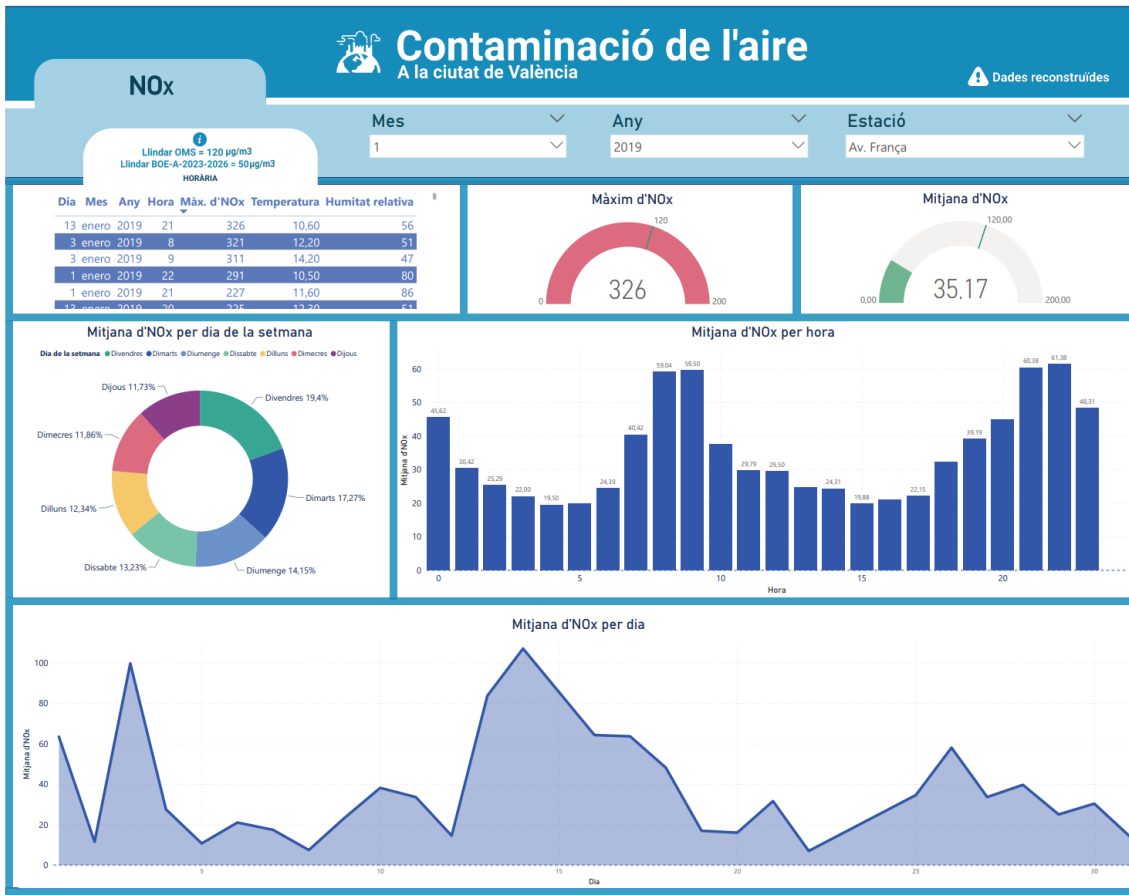 Contaminació de l'aire
A la ciutat de València
NOx
Dades reconstruïdes
Mes
1
Any
2019
Estació
Av. França
i
Llindar OMS = 120 µg/m3
Llindar BOE-A-2023-2026 = 50µg/m3
HORÀRIA
Dia Mes Any Hora Màx. d'NOx Temperatura Humitat relativa
13 enero 2019 21 326 10,60 56
3 enero 2019 8 321 12,20 51
3 enero 2019 9 311 14,20 47
1 enero 2019 22 291 10,50 80
1 enero 2019 21 227 11,60 86
13 enero 2019 20 225 12,20 51
Màxim d'NOx
120
326
0
200
Mitjana d'NOx
120,00
35,17
0,00
200,00
Mitjana d'NOx per dia de la setmana
Dia de la setmana Divendres Dimarts Diumenge Dissabte Dilluns Dimecres Dijous
Dijous 11,73%
Divendres 19,4%
Dimecres 11,86%
Dimarts 17,27%
Dilluns 12,34%
Dissabte 13,23%
Diumenge 14,15%
Mitjana d'NOx per hora
Mitjana d'NOx
60
50
40
30
20
10
0
45,62
30,42
25,29
22,00
19,50
24,39
40,42
59,04
59,50
29,79
29,50
24,31
19,88
22,15
39,19
60,38
61,38
48,31
0 5 10 15 20
Hora
Mitjana d'NOx per dia
Mitjana d'NOx
100
80
60
40
20
0
5 10 15 20 25 30
Dia